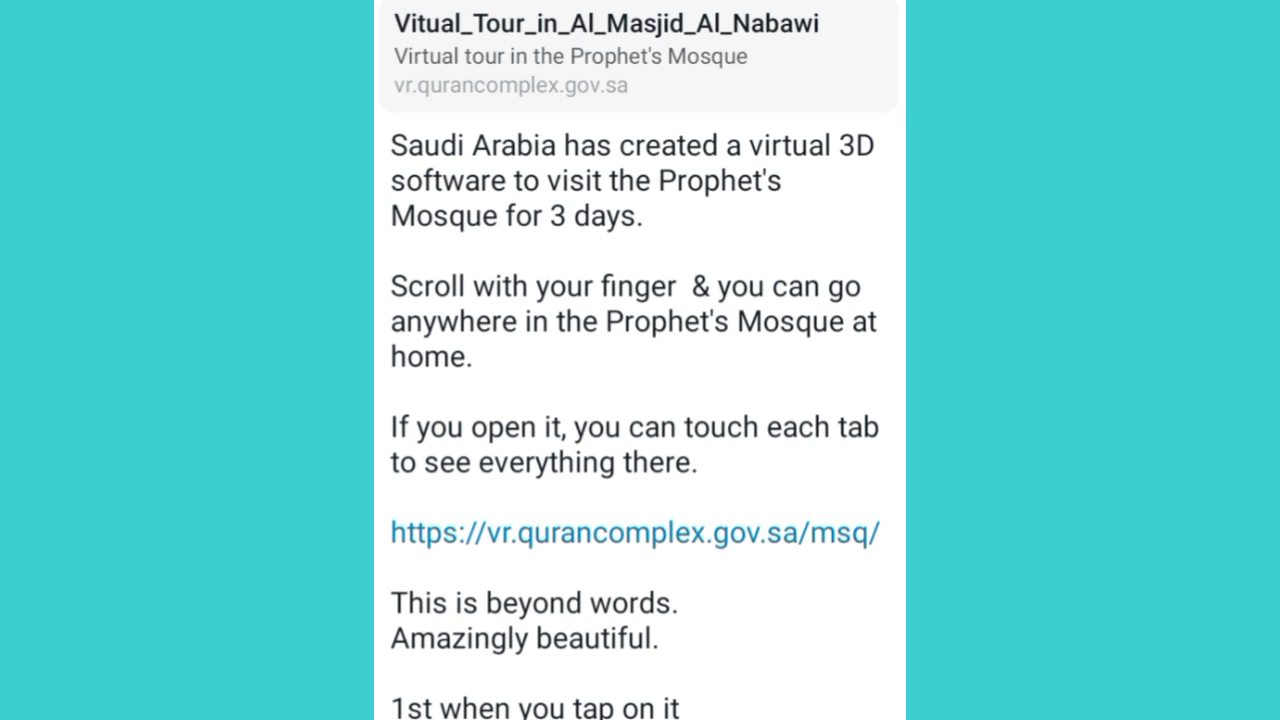 Vitual_Tour_in_Al_Masjid_Al_Nabawi
Virtual tour in the Prophet's Mosque
vr.qurancomplex.gov.sa
Saudi Arabia has created a virtual 3D
software to visit the Prophet's
Mosque for 3 days.
Scroll with your finger  & you can go
anywhere in the Prophet's Mosque at
home.
If you open it, you can touch each tab
to see everything there.
https://vr.qurancomplex.gov.sa/msq/
This is beyond words.
Amazingly beautiful.
1st when you tap on it